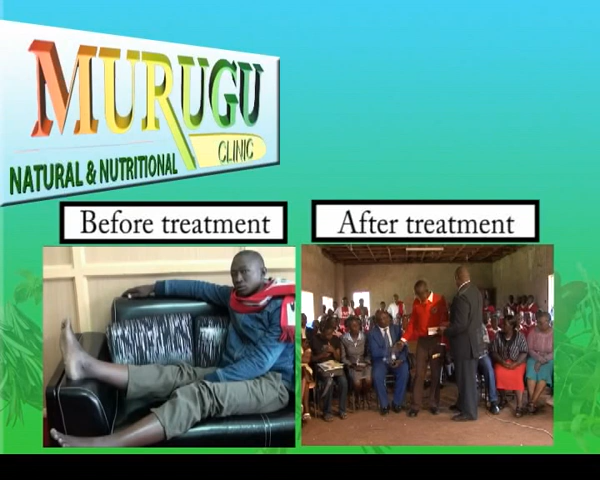 MURUGU
CLINIC
NATURAL & NUTRITIONAL
Before treatment
After treatment